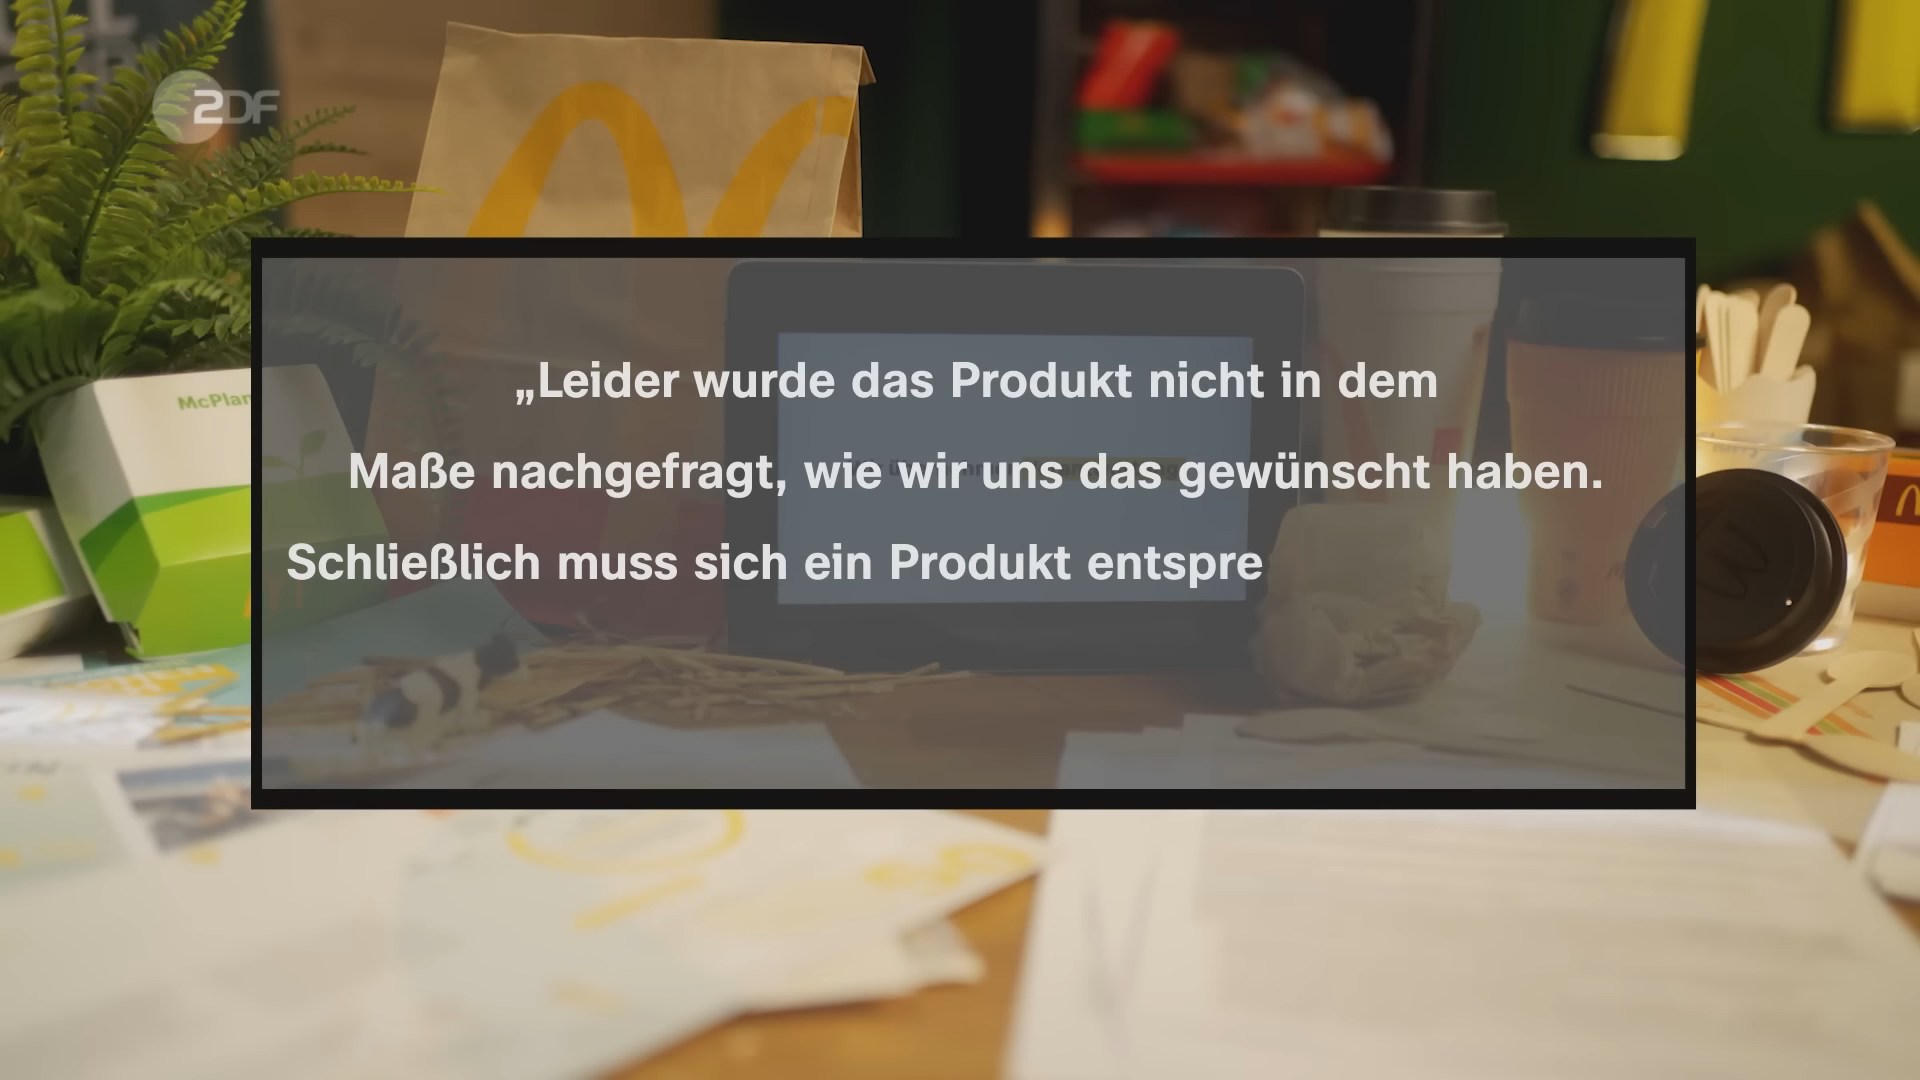 ZDF
McPlan
„Leider wurde das Produkt nicht in dem
Maße nachgefragt, wie wir uns das gewünscht haben.
Schließlich muss sich ein Produkt entspre